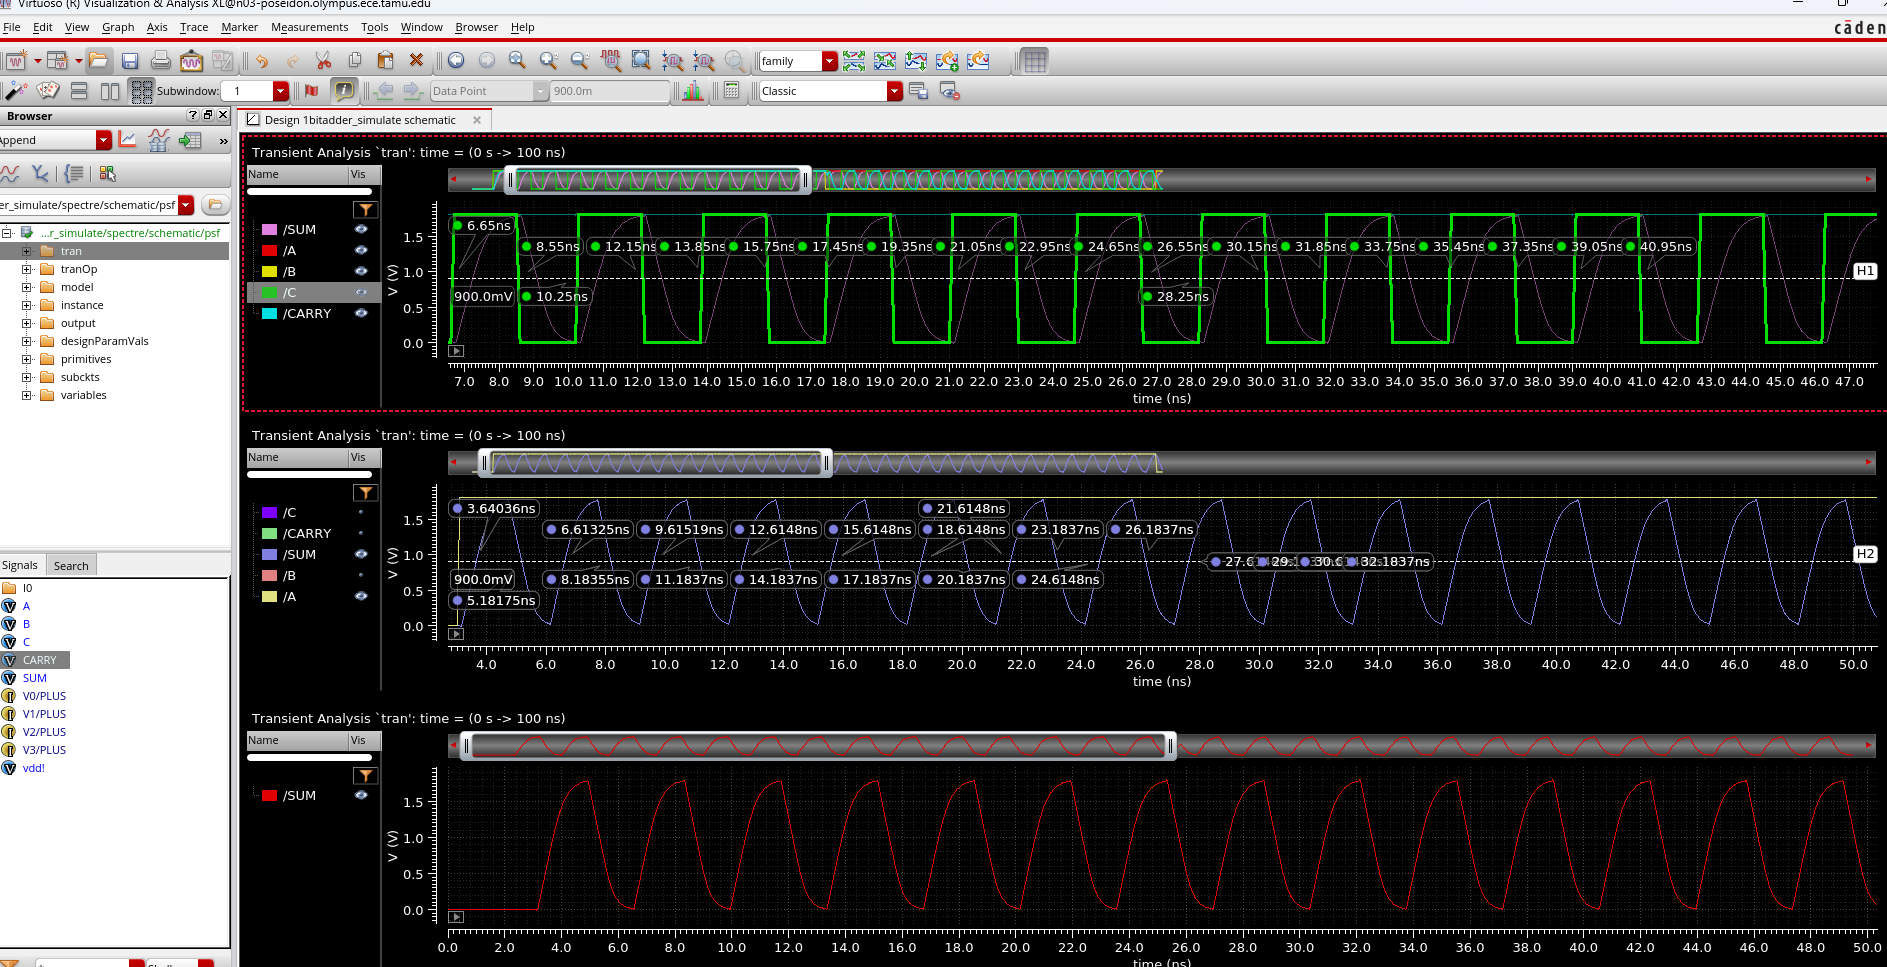 Virtuoso (R) Visualization & Analysis XL@n03-poseidon.olympus.ece.tamu.edu
File Edit View Graph Axis Trace Marker Measurements Tools Window Browser Help
cāden
family
Subwindow: 1 Data Point 900.0m Classic
Browser
Append
er_simulate/spectre/schematic/psf
...r_simulate/spectre/schematic/psf
tran
tranOp
model
instance
output
designParamVals
primitives
subckts
variables
Signals Search
I0
A
B
C
CARRY
SUM
V0/PLUS
V1/PLUS
V2/PLUS
V3/PLUS
vdd!
Design 1bitadder_simulate schematic
Transient Analysis `tran': time = (0 s -> 100 ns)
Name Vis
/SUM
/A
/B
/C
/CARRY
V (V)
1.5
1.0
0.5
0.0
6.65ns
8.55ns 12.15ns 13.85ns 15.75ns 17.45ns 19.35ns 21.05ns 22.95ns 24.65ns 26.55ns 30.15ns 31.85ns 33.75ns 35.45ns 37.35ns 39.05ns 40.95ns
H1
900.0mV 10.25ns 28.25ns
7.0 8.0 9.0 10.0 11.0 12.0 13.0 14.0 15.0 16.0 17.0 18.0 19.0 20.0 21.0 22.0 23.0 24.0 25.0 26.0 27.0 28.0 29.0 30.0 31.0 32.0 33.0 34.0 35.0 36.0 37.0 38.0 39.0 40.0 41.0 42.0 43.0 44.0 45.0 46.0 47.0
time (ns)
Transient Analysis `tran': time = (0 s -> 100 ns)
Name Vis
/C
/CARRY
/SUM
/B
/A
V (V)
1.5
1.0
0.5
0.0
3.64036ns 21.6148ns
6.61325ns 9.61519ns 12.6148ns 15.6148ns 18.6148ns 23.1837ns 26.1837ns
H2
27.6 29. 30.6 32.1837ns
900.0mV 8.18355ns 11.1837ns 14.1837ns 17.1837ns 20.1837ns 24.6148ns
5.18175ns
4.0 6.0 8.0 10.0 12.0 14.0 16.0 18.0 20.0 22.0 24.0 26.0 28.0 30.0 32.0 34.0 36.0 38.0 40.0 42.0 44.0 46.0 48.0 50.0
time (ns)
Transient Analysis `tran': time = (0 s -> 100 ns)
Name Vis
/SUM
V (V)
1.5
1.0
0.5
0.0
0.0 2.0 4.0 6.0 8.0 10.0 12.0 14.0 16.0 18.0 20.0 22.0 24.0 26.0 28.0 30.0 32.0 34.0 36.0 38.0 40.0 42.0 44.0 46.0 48.0 50.0
time (ns)